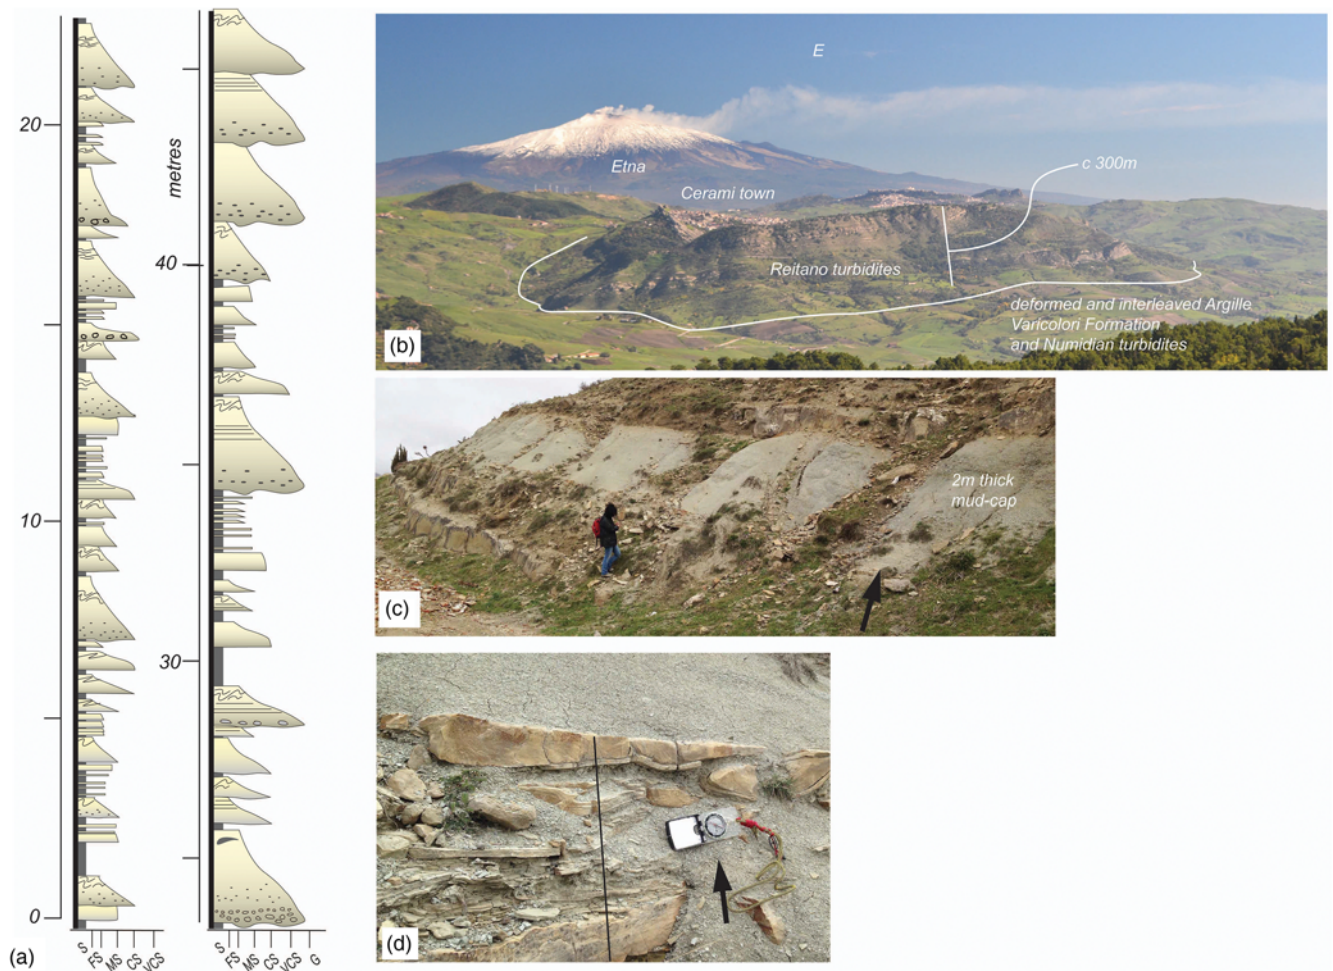 20
10
0
S
FS
MS
CS
VCS
(a)
metres
40
30
S
FS
MS
CS
VCS
G
E
Etna
Cerami town
c 300m
Reitano turbidites
deformed and interleaved Argille
Varicolori Formation
and Numidian turbidites
(b)
2m thick
mud-cap
(c)
(d)